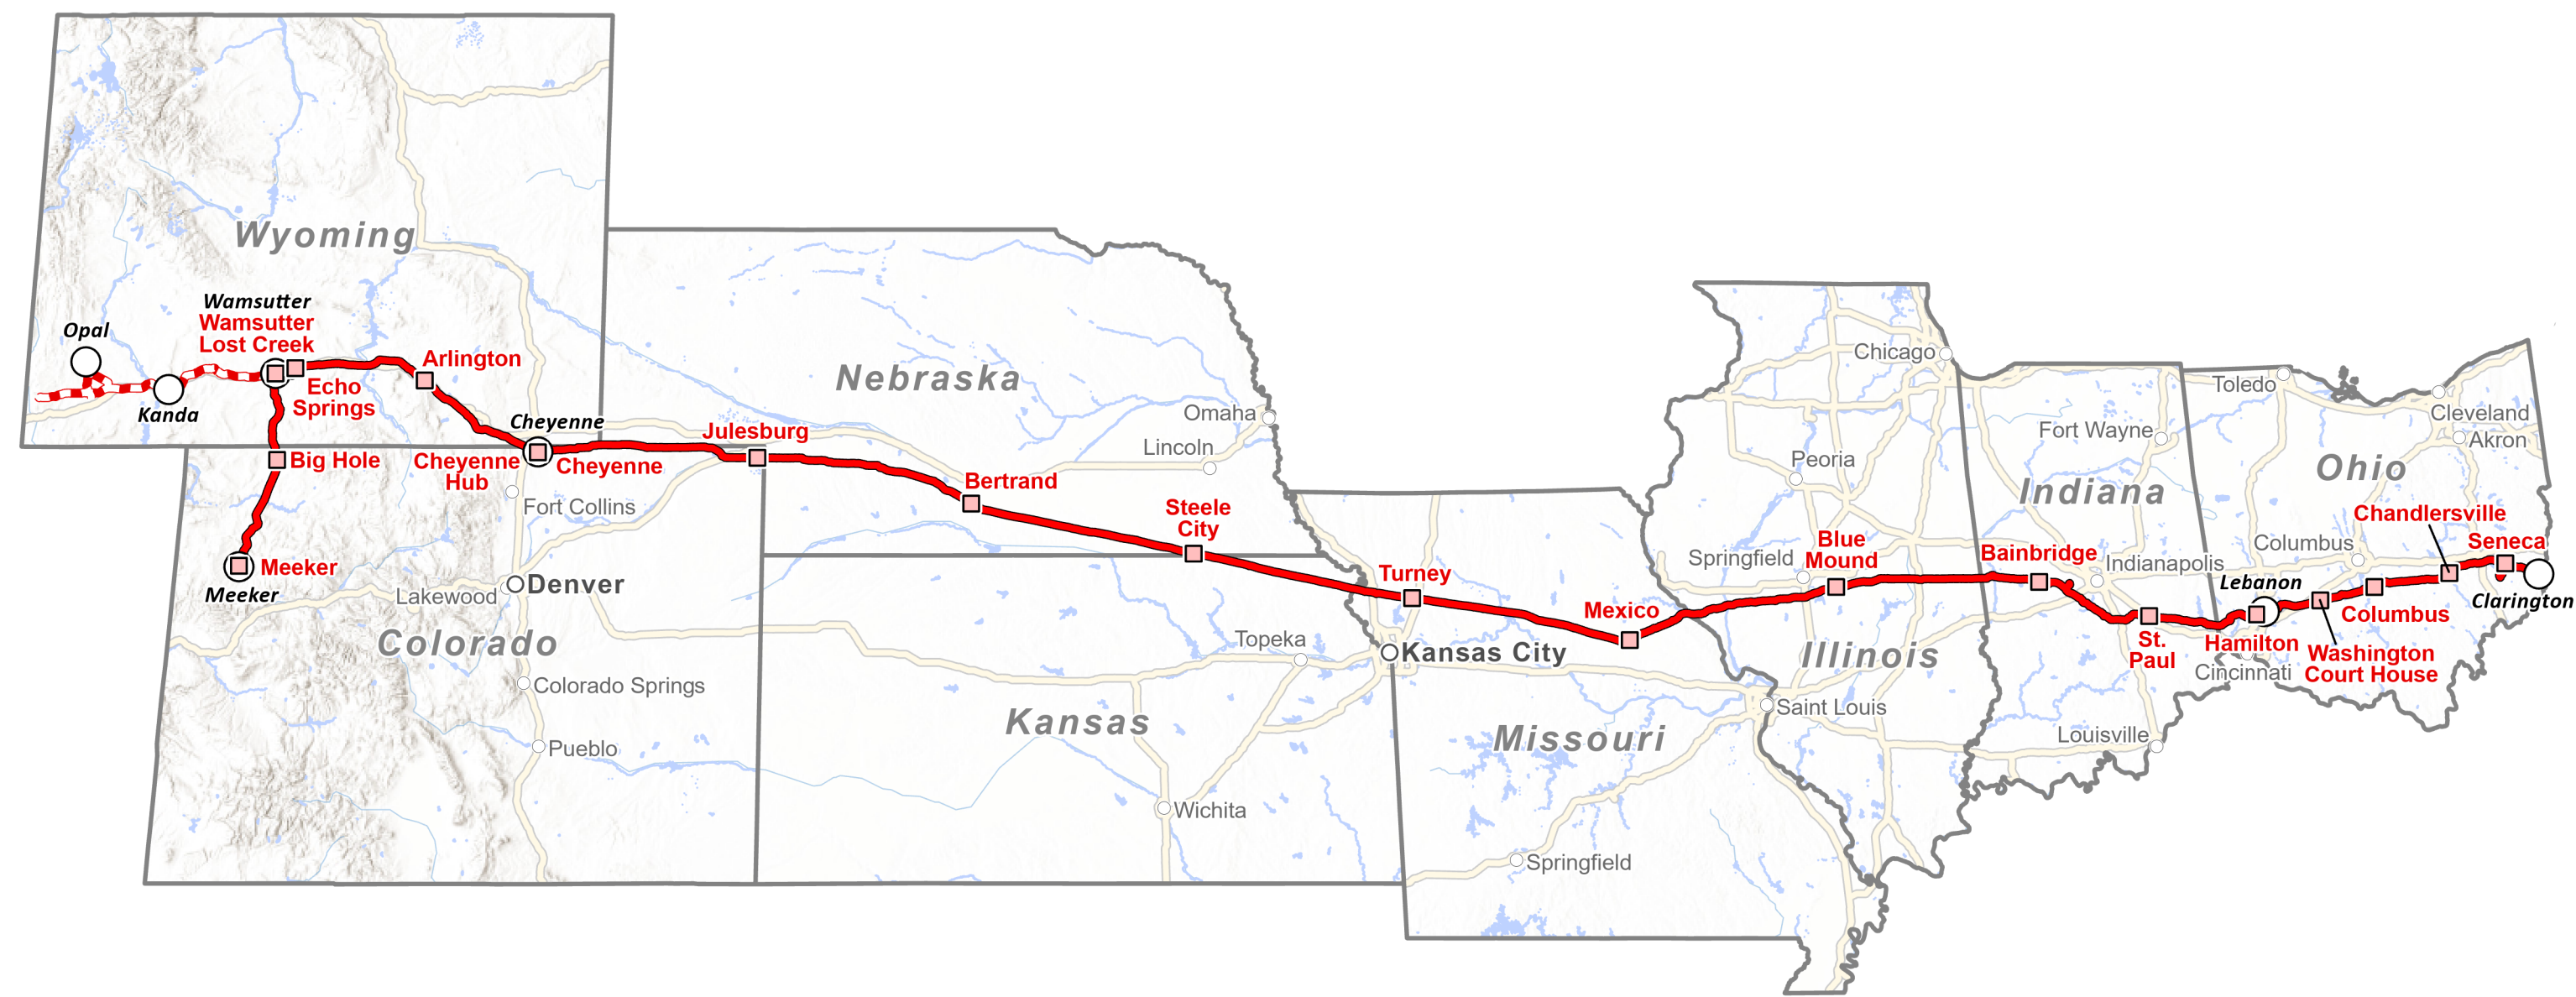 Wyoming
Wamsutter
Wamsutter
Lost Creek
Opal
Kanda
Echo
Springs
Arlington
Cheyenne
Cheyenne
Hub
Cheyenne
Big Hole
Meeker
Meeker
Fort Collins
Lakewood
Denver
Colorado
Colorado Springs
Pueblo
Julesburg
Nebraska
Omaha
Lincoln
Bertrand
Steele
City
Topeka
Kansas
Wichita
Turney
Kansas City
Mexico
Missouri
Springfield
Saint Louis
Chicago
Peoria
Springfield
Blue
Mound
Illinois
Fort Wayne
Indiana
Bainbridge
Indianapolis
St.
Paul
Louisville
Toledo
Cleveland
Akron
Ohio
Chandlersville
Columbus
Seneca
Lebanon
Clarington
Columbus
Hamilton
Washington
Court House
Cincinnati